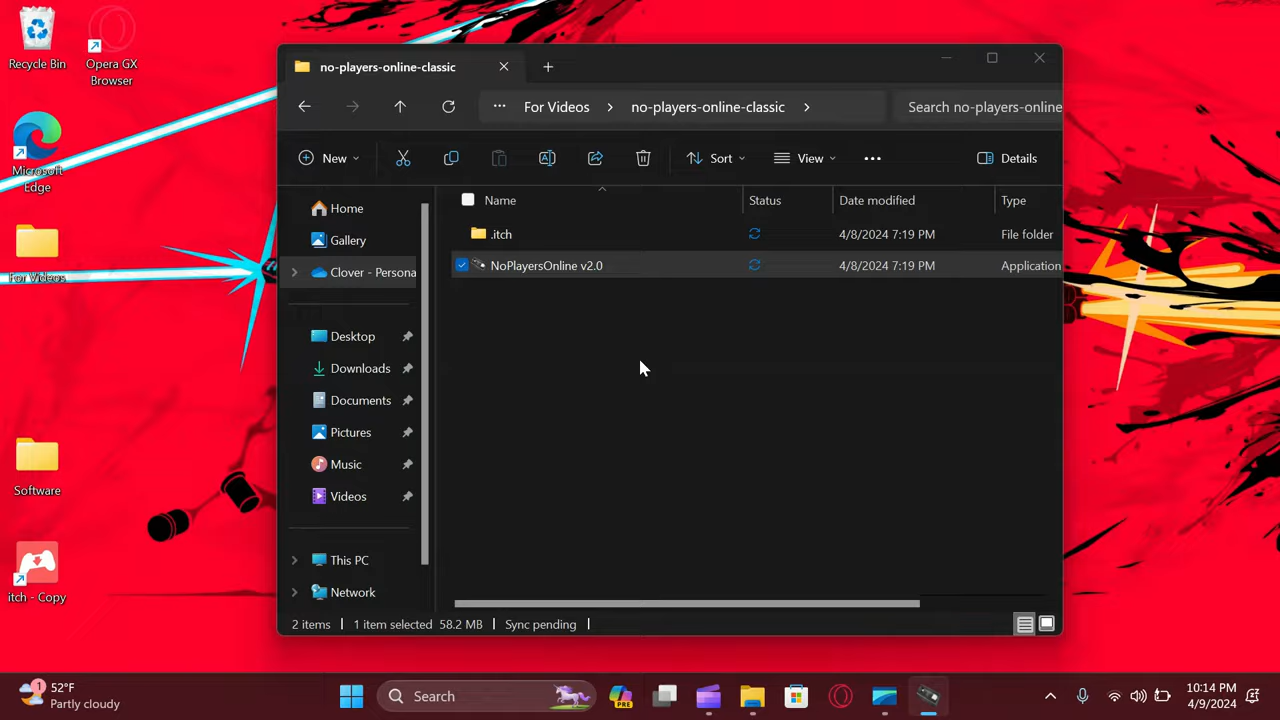 Recycle Bin
Opera GX
Browser
Microsoft
Edge
For Videos
Software
itch - Copy
no-players-online-classic
For Videos
no-players-online-classic
Search no-players-online
New
Sort
View
Details
Name
Status
Date modified
Type
.itch
4/8/2024 7:19 PM
File folder
NoPlayersOnline v2.0
4/8/2024 7:19 PM
Application
Home
Gallery
Clover - Persona
Desktop
Downloads
Documents
Pictures
Music
Videos
This PC
Network
2 items
1 item selected 58.2 MB
Sync pending
1
52°F
Partly cloudy
Search
PRE
10:14 PM
4/9/2024